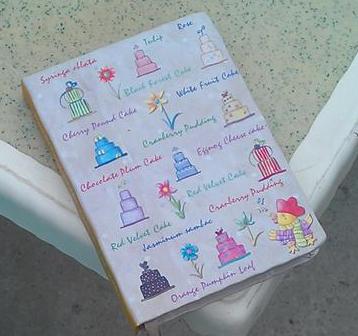 Rose
Tulip
Syringa oblata
Black Forest Cake
White Fruit Cake
Cherry Pound Cake
Cranberry Pudding
Eggnog Cheese cake
Chocolate Plum Cake
Red Velvet Cake
Cranberry Pudding
Red Velvet Cake
Jasminum sambac
Orange Pumpkin Loaf